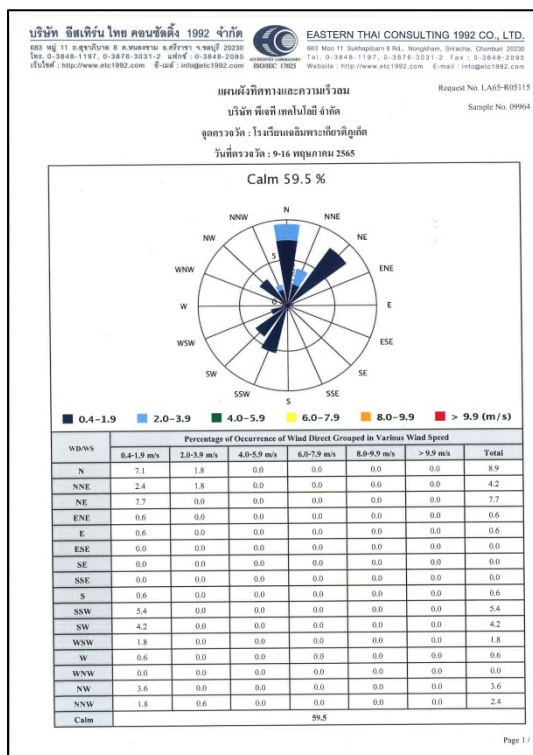 บริษัท อีสเทิร์น ไทย คอนซัลติ้ง 1992 จำกัด
683 หมู่ 11 ถ.สุขาภิบาล 8 ต.หนองขาม อ.ศรีราชา จ.ชลบุรี 20230
โทร. 0-3848-1197, 0-3876-3031-2 แฟกซ์ : 0-3848-2095
เว็บไซต์ : http://www.etc1992.com อี-เมล์ : info@etc1992.com
ACCREDITED LABORATORY
ISO/IEC 17025
EASTERN THAI CONSULTING 1992 CO., LTD.
683 Moo 11 Sukhapibarn 8 Rd., Nongkham, Sriracha, Chonburi 20230
Tel. 0-3848-1197, 0-3876-3031-2 Fax : 0-3848-2095
Website : http://www.etc1992.com E-mail : info@etc1992.com
Request No. LA65-R05115
Sample No. 09964
แผนผังทิศทางและความเร็วลม
บริษัท พีเจที เทคโนโลยี จำกัด
จุดตรวจวัด : โรงเรียนเฉลิมพระเกียรติภูเก็ต
วันที่ตรวจวัด : 9-16 พฤษภาคม 2565
Calm 59.5 %
N
NNW NNE
NW NE
WNW ENE
5
0
W E
WSW ESE
SW SE
SSW SSE
S
0.4-1.9 2.0-3.9 4.0-5.9 6.0-7.9 8.0-9.9 > 9.9 (m/s)
WD/WS Percentage of Occurrence of Wind Direct Grouped in Various Wind Speed
0.4-1.9 m/s 2.0-3.9 m/s 4.0-5.9 m/s 6.0-7.9 m/s 8.0-9.9 m/s > 9.9 m/s Total
N 7.1 1.8 0.0 0.0 0.0 0.0 8.9
NNE 2.4 1.8 0.0 0.0 0.0 0.0 4.2
NE 7.7 0.0 0.0 0.0 0.0 0.0 7.7
ENE 0.6 0.0 0.0 0.0 0.0 0.0 0.6
E 0.6 0.0 0.0 0.0 0.0 0.0 0.6
ESE 0.0 0.0 0.0 0.0 0.0 0.0 0.0
SE 0.0 0.0 0.0 0.0 0.0 0.0 0.0
SSE 0.0 0.0 0.0 0.0 0.0 0.0 0.0
S 0.6 0.0 0.0 0.0 0.0 0.0 0.6
SSW 5.4 0.0 0.0 0.0 0.0 0.0 5.4
SW 4.2 0.0 0.0 0.0 0.0 0.0 4.2
WSW 1.8 0.0 0.0 0.0 0.0 0.0 1.8
W 0.6 0.0 0.0 0.0 0.0 0.0 0.6
WNW 0.0 0.0 0.0 0.0 0.0 0.0 0.0
NW 3.6 0.0 0.0 0.0 0.0 0.0 3.6
NNW 1.8 0.6 0.0 0.0 0.0 0.0 2.4
Calm 59.5
Page 1 /